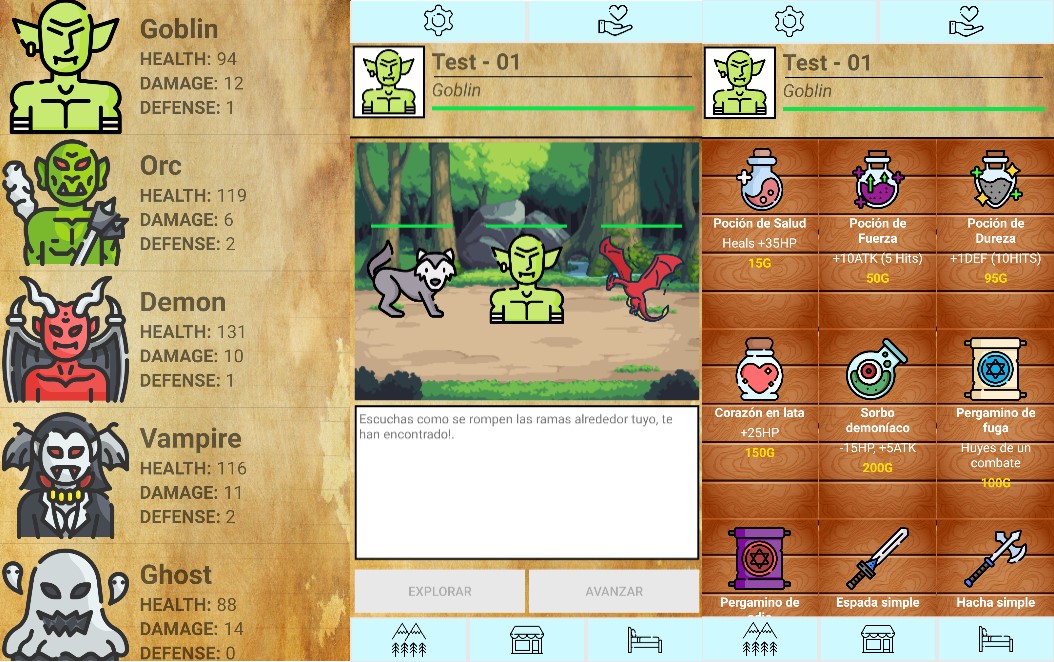 Goblin
HEALTH: 94
DAMAGE: 12
DEFENSE: 1
Orc
HEALTH: 119
DAMAGE: 6
DEFENSE: 2
Demon
HEALTH: 131
DAMAGE: 10
DEFENSE: 1
Vampire
HEALTH: 116
DAMAGE: 11
DEFENSE: 2
Ghost
HEALTH: 88
DAMAGE: 14
DEFENSE: 0
Test - 01
Goblin
Escuchas como se rompen las ramas alrededor tuyo, te
han encontrado!.
EXPLORAR
AVANZAR
Test - 01
Goblin
Poción de Salud
Heals +35HP
15G
Poción de
Fuerza
+10ATK (5 Hits)
50G
Poción de
Dureza
+1DEF (10HITS)
95G
Corazón en lata
+25HP
150G
Sorbo
demoníaco
-15HP, +5ATK
200G
Pergamino de
fuga
Huyes de un
combate
100G
Pergamino de
Espada simple
Hacha simple